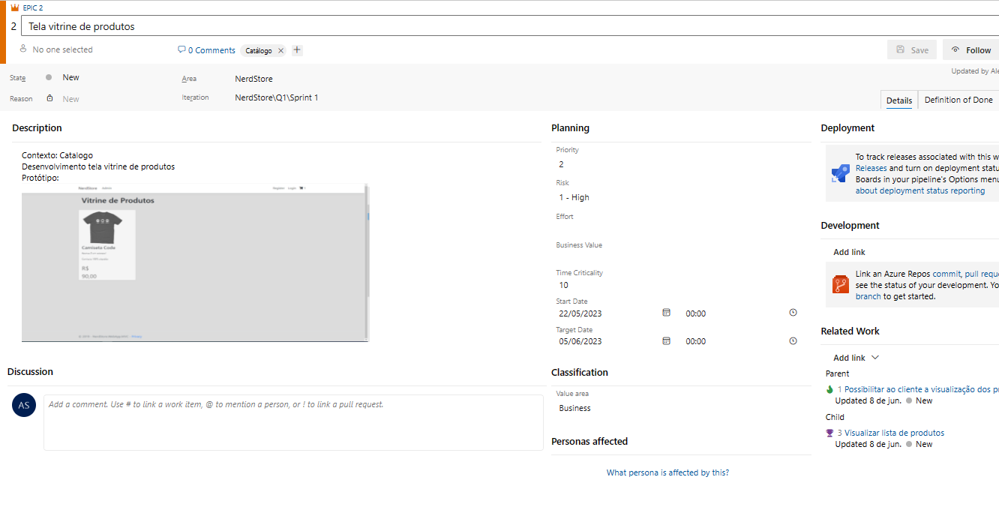 EPIC 2
2 Tela vitrine de produtos
No one selected
0 Comments
Catálogo
Save
Follow
State
New
Area
NerdStore
Updated by Ale
Reason
New
Iteration
NerdStore\Q1\Sprint 1
Details
Definition of Done
Description
Contexto: Catalogo
Desenvolvimento tela vitrine de produtos
Protótipo:
NerdStore Admin
Register Login
Vitrine de Produtos
Camiseta Code
R$
90,00
Discussion
AS
Add a comment. Use # to link a work item, @ to mention a person, or ! to link a pull request.
Planning
Priority
2
Risk
1 - High
Effort
Business Value
Time Criticality
10
Start Date
22/05/2023 00:00
Target Date
05/06/2023 00:00
Classification
Value area
Business
Personas affected
What persona is affected by this?
Deployment
To track releases associated with this w
Releases and turn on deployment statu
Boards in your pipeline's Options menu
about deployment status reporting
Development
Add link
Link an Azure Repos commit, pull reque
see the status of your development. Yo
branch to get started.
Related Work
Add link
Parent
1 Possibilitar ao cliente a visualização dos pr
Updated 8 de jun. New
Child
3 Visualizar lista de produtos
Updated 8 de jun. New